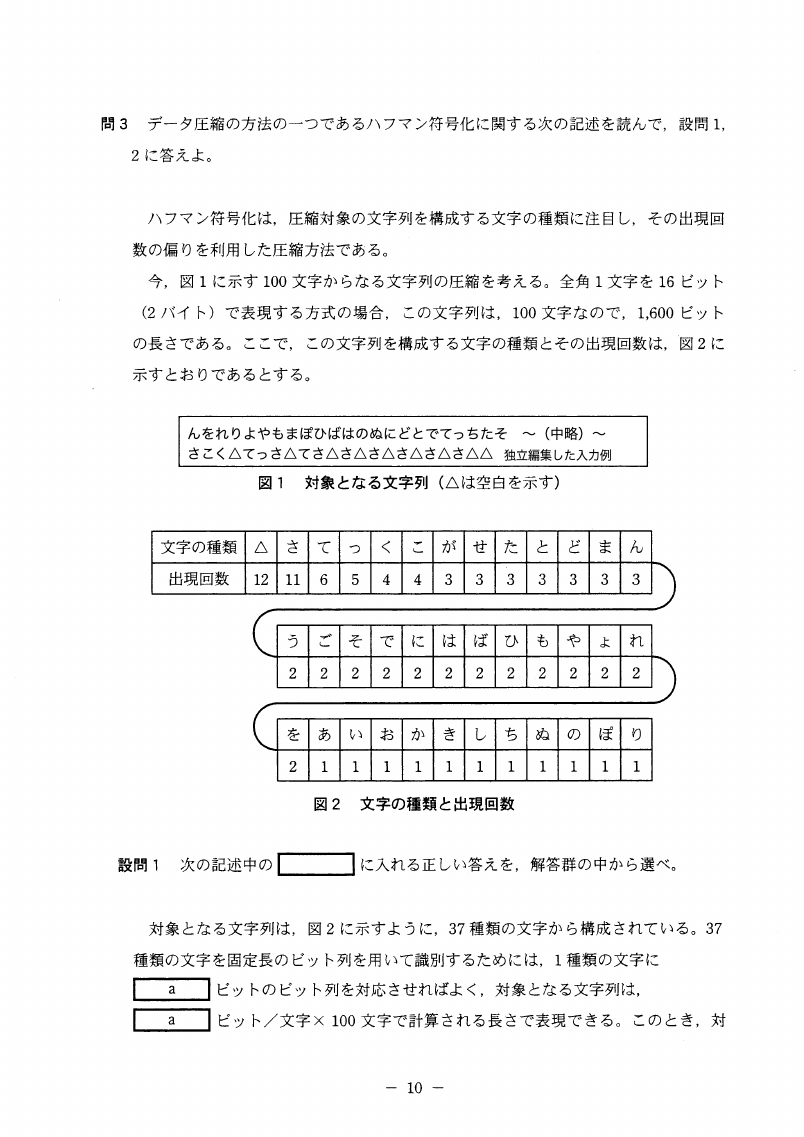 問3 データ圧縮の方法の一つであるハフマン符号化に関する次の記述を読んで，設問1，
2に答えよ。
ハフマン符号化は，圧縮対象の文字列を構成する文字の種類に注目し，その出現回
数の偏りを利用した圧縮方法である。
今，図1に示す100文字からなる文字列の圧縮を考える。全角1文字を16ビット
（2バイト）で表現する方式の場合，この文字列は，100文字なので，1,600ビット
の長さである。ここで，この文字列を構成する文字の種類とその出現回数は，図2に
示すとおりであるとする。
んをれりよやもまぽひばはのぬにどとでてっちたそ ～（中略）～
さこく△てっさ△てさ△さ△さ△さ△さ△さ△△ 独立編集した入力例
図1 対象となる文字列（△は空白を示す）
文字の種類 △ さ て っ く こ が せ た と ど ま ん
出現回数 12 11 6 5 4 4 3 3 3 3 3 3 3
う ご そ で に は ば ひ も や ょ れ
2 2 2 2 2 2 2 2 2 2 2 2
を あ い お か き し ち ぬ の ぽ り
2 1 1 1 1 1 1 1 1 1 1 1
図2 文字の種類と出現回数
設問1 次の記述中の に入れる正しい答えを，解答群の中から選べ。
対象となる文字列は，図2に示すように，37種類の文字から構成されている。37
種類の文字を固定長のビット列を用いて識別するためには，1種類の文字に
a ビットのビット列を対応させればよく，対象となる文字列は，
a ビット／文字×100文字で計算される長さで表現できる。このとき，対
－ 10 －